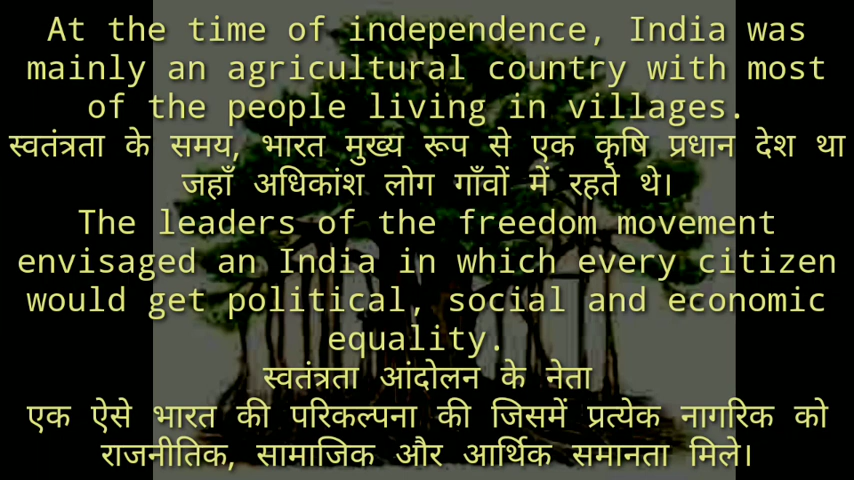 At the time of independence, India was
mainly an agricultural country with most
of the people living in villages.
स्वतंत्रता के समय, भारत मुख्य रूप से एक कृषि प्रधान देश था
जहाँ अधिकांश लोग गाँवों में रहते थे।
The leaders of the freedom movement
envisaged an India in which every citizen
would get political, social and economic
equality.
स्वतंत्रता आंदोलन के नेता
एक ऐसे भारत की परिकल्पना की जिसमें प्रत्येक नागरिक को
राजनीतिक, सामाजिक और आर्थिक समानता मिले।